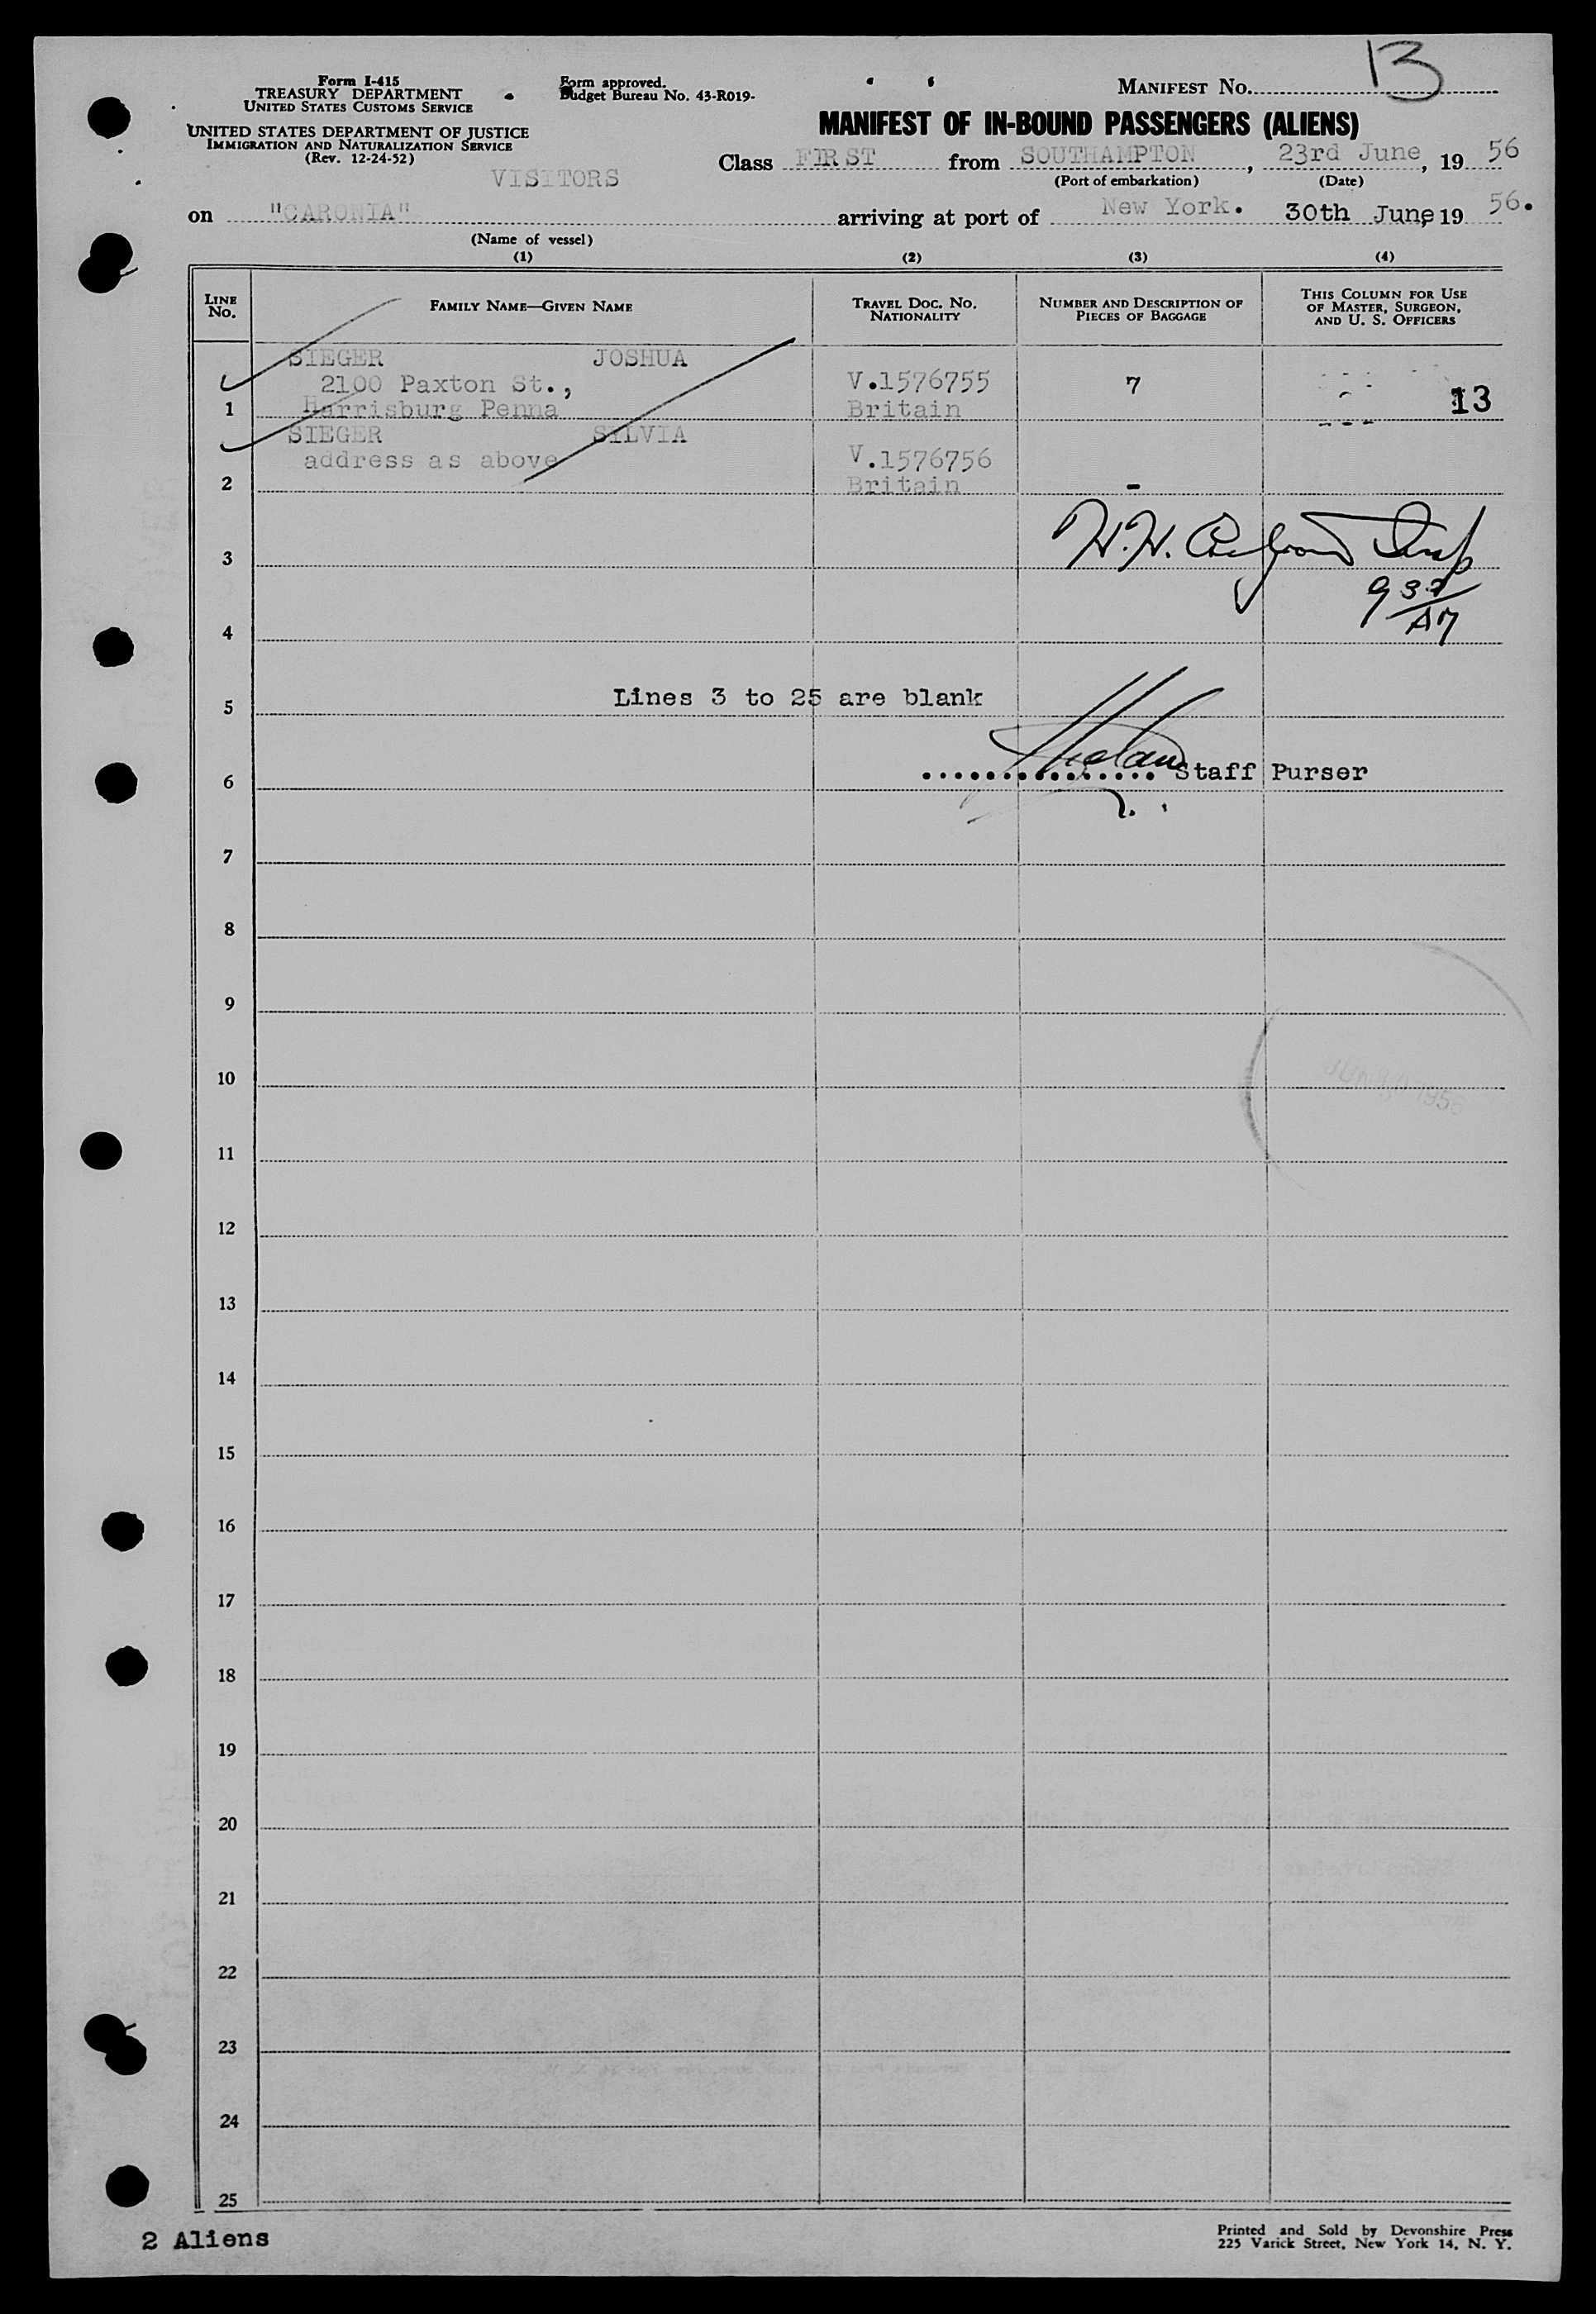 Form I-415
TREASURY DEPARTMENT
UNITED STATES CUSTOMS SERVICE
UNITED STATES DEPARTMENT OF JUSTICE
IMMIGRATION AND NATURALIZATION SERVICE
(Rev. 12-24-52)
Form approved.
Budget Bureau No. 43-R019-
MANIFEST No. 13
MANIFEST OF IN-BOUND PASSENGERS (ALIENS)
Class FIRST from SOUTHAMPTON, 23rd June, 19 56
(Port of embarkation) (Date)
VISITORS
on "CARONIA" arriving at port of New York. 30th June, 19 56.
(Name of vessel)
(1) (2) (3) (4)
LINE No. FAMILY NAME—GIVEN NAME TRAVEL DOC. NO. NATIONALITY NUMBER AND DESCRIPTION OF PIECES OF BAGGAGE THIS COLUMN FOR USE OF MASTER, SURGEON, AND U. S. OFFICERS
SIEGER JOSHUA
2100 Paxton St., V.1576755 7
1 Harrisburg Penna Britain 13
SIEGER SILVIA
address as above V.1576756
2 Britain -
3 H.H.
4
Lines 3 to 25 are blank
5
6 Staff Purser
7
8
9
10
11
12
13
14
15
16
17
18
19
20
21
22
23
24
25
2 Aliens
Printed and Sold by Devonshire Press
225 Varick Street, New York 14, N. Y.